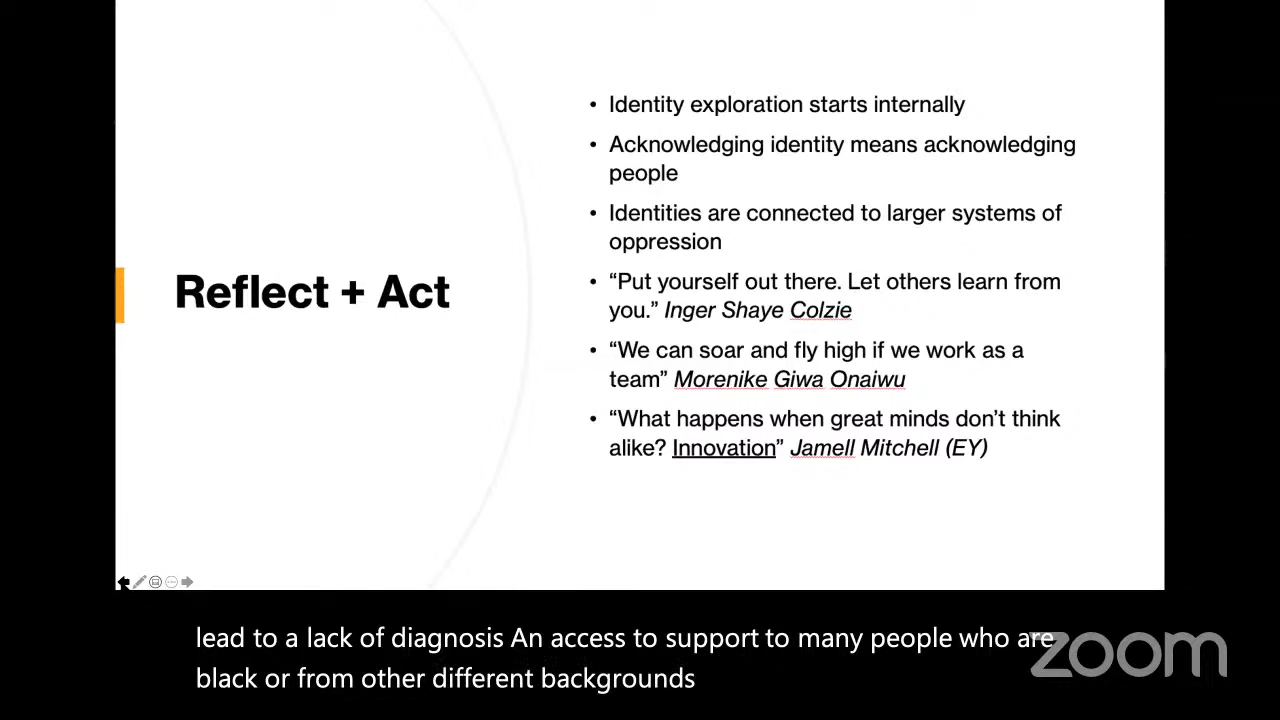 Reflect + Act
• Identity exploration starts internally
• Acknowledging identity means acknowledging
people
• Identities are connected to larger systems of
oppression
• “Put yourself out there. Let others learn from
you.” Inger Shaye Colzie
• “We can soar and fly high if we work as a
team” Morenike Giwa Onaiwu
• “What happens when great minds don’t think
alike? Innovation” Jamell Mitchell (EY)
lead to a lack of diagnosis An access to support to many people who are
black or from other different backgrounds
zoom